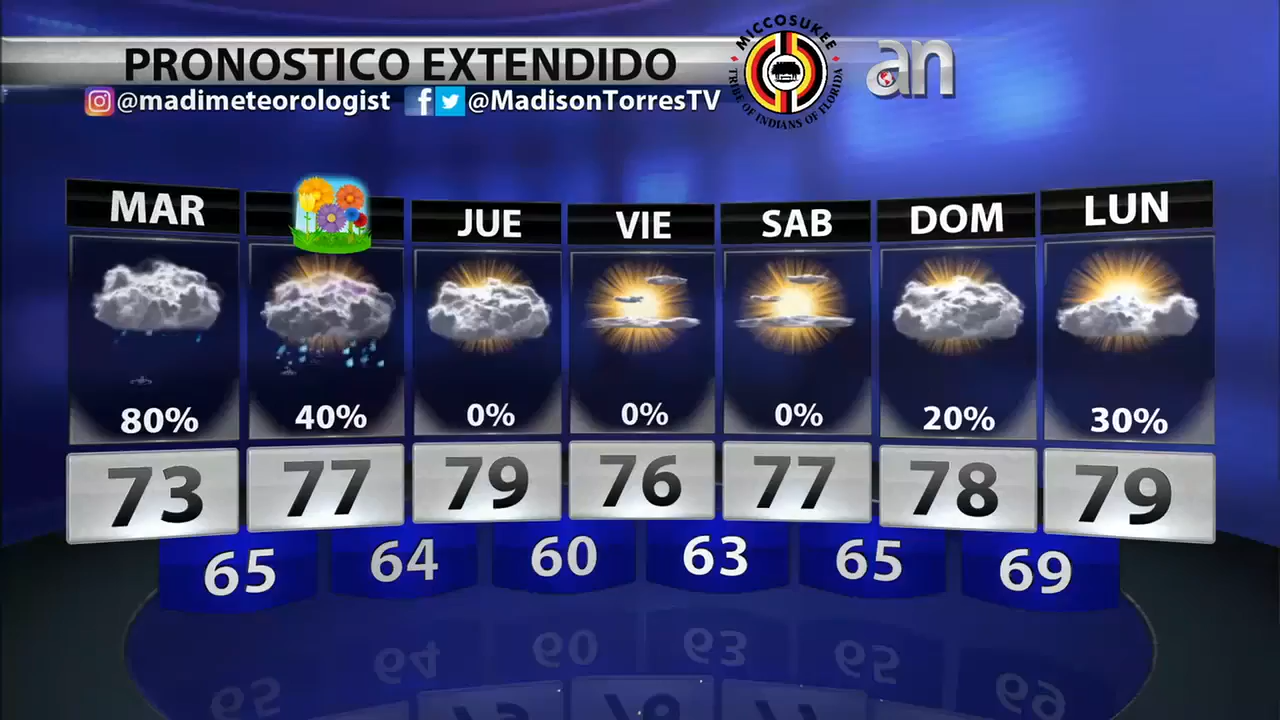 PRONOSTICO EXTENDIDO
@madimeteorologist @MadisonTorresTV
MICCOSUKEE
TRIBE OF INDIANS OF FLORIDA
an
MAR JUE VIE SAB DOM LUN
80% 40% 0% 0% 0% 20% 30%
73 77 79 76 77 78 79
65 64 60 63 65 69